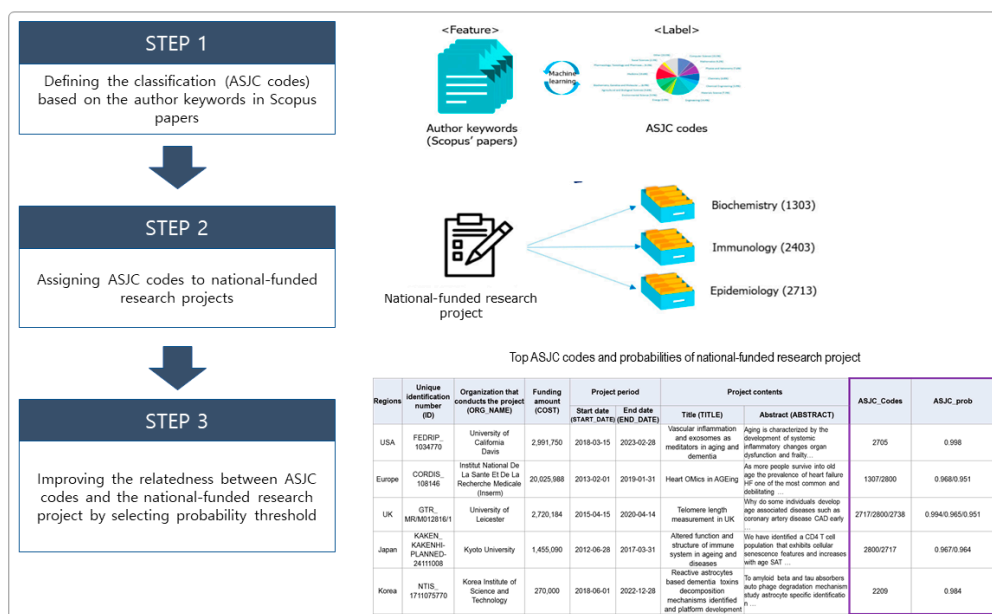 STEP 1
Defining the classification (ASJC codes)
based on the author keywords in Scopus
papers
STEP 2
Assigning ASJC codes to national-funded
research projects
STEP 3
Improving the relatedness between ASJC
codes and the national-funded research
project by selecting probability threshold
<Feature>
<Label>
Machine
learning
Author keywords
(Scopus' papers)
ASJC codes
National-funded research
project
Biochemistry (1303)
Immunology (2403)
Epidemiology (2713)
Top ASJC codes and probabilities of national-funded research project
Regions
Unique
identification
number
(ID)
Organization that
conducts the project
(ORG_NAME)
Funding
amount
(COST)
Project period
Start date
(START_DATE)
End date
(END_DATE)
Project contents
Title (TITLE)
Abstract (ABSTRACT)
ASJC_Codes
ASJC_prob
USA
FEDRIP_
1034770
University of
California
Davis
2,991,750
2018-03-15
2023-02-28
Vascular inflammation
and exosomes as
meditators in aging and
dementia
Aging is characterized by the
development of systemic
inflammatory changes organ
dysfunction and frailty...
2705
0.998
Europe
CORDIS_
108146
Institut National De
La Sante Et De La
Recherche Medicale
(Inserm)
20,025,988
2013-02-01
2019-01-31
Heart OMics in AGEing
As more people survive into old
age the prevalence of heart failure
HF one of the most common and
debilitating ...
1307/2800
0.968/0.951
UK
GTR_
MR/M012816/1
University of
Leicester
2,720,184
2015-04-15
2020-04-14
Telomere length
measurement in UK
Why do some individuals develop
age associated diseases such as
coronary artery disease CAD early
...
2717/2800/2738
0.994/0.965/0.951
Japan
KAKEN_
KAKENHI-
PLANNED-
24111008
Kyoto University
1,455,090
2012-06-28
2017-03-31
Altered function and
structure of immune
system in ageing and
diseases
We have identified a CD4 T cell
population that exhibits cellular
senescence features and increases
with age SAT ...
2800/2717
0.967/0.964
Korea
NTIS_
1711075770
Korea Institute of
Science and
Technology
270,000
2018-06-01
2022-12-28
Reactive astrocytes
based dementia toxins
decomposition
mechanisms identified
and platform development
To amyloid beta and tau absorbers
auto phage degradation mechanism
study astrocyte specific identificatio
n ...
2209
0.984